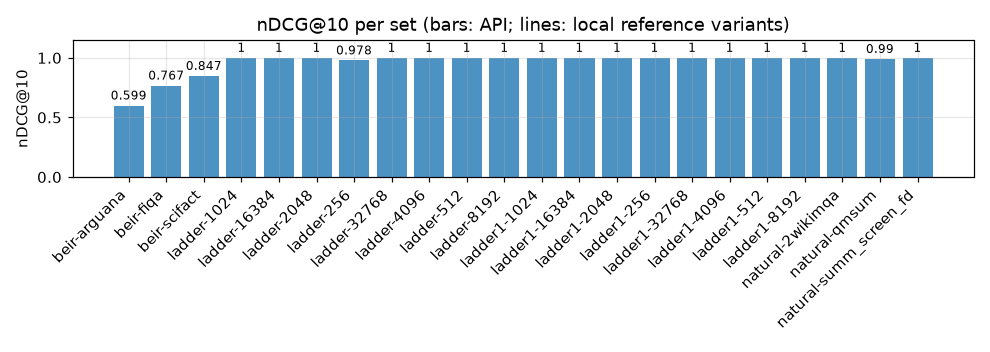 nDCG@10 per set (bars: API; lines: local reference variants)
nDCG@10
1.0
0.5
0.0
0.599
0.767
0.847
1
1
1
0.978
1
1
1
1
1
1
1
1
1
1
1
1
1
0.99
1
beir-arguana
beir-fiqa
beir-scifact
ladder-1024
ladder-16384
ladder-2048
ladder-256
ladder-32768
ladder-4096
ladder-512
ladder-8192
ladder1-1024
ladder1-16384
ladder1-2048
ladder1-256
ladder1-32768
ladder1-4096
ladder1-512
ladder1-8192
natural-2wikimqa
natural-qmsum
natural-summ_screen_fd